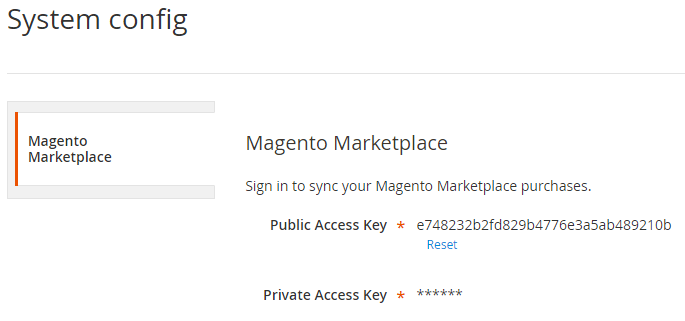 System config
Magento
Marketplace
Magento Marketplace
Sign in to sync your Magento Marketplace purchases.
Public Access Key * e748232b2fd829b4776e3a5ab489210b
Reset
Private Access Key * ******